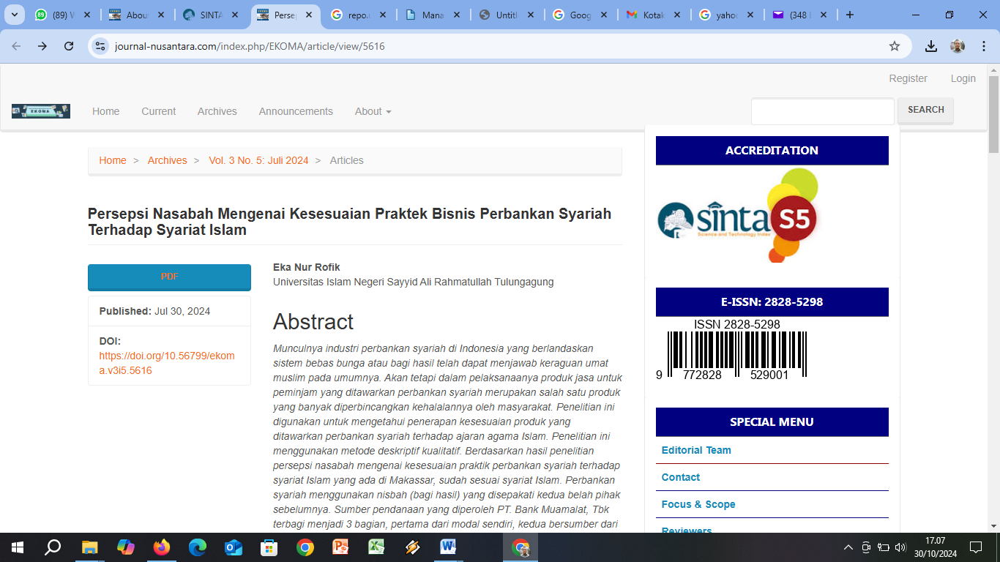 (89) W
Abou
SINTA
Perse
repo.u
Mana
Untitl
Goog
Kotak
yahoo
(348
journal-nusantara.com/index.php/EKOMA/article/view/5616
Register Login
EKOMA
Home Current Archives Announcements About
SEARCH
Home > Archives > Vol. 3 No. 5: Juli 2024 > Articles
Persepsi Nasabah Mengenai Kesesuaian Praktek Bisnis Perbankan Syariah
Terhadap Syariat Islam
PDF
Published: Jul 30, 2024
DOI:
https://doi.org/10.56799/ekom
a.v3i5.5616
Eka Nur Rofik
Universitas Islam Negeri Sayyid Ali Rahmatullah Tulungagung
Abstract
Munculnya industri perbankan syariah di Indonesia yang berlandaskan
sistem bebas bunga atau bagi hasil telah dapat menjawab keraguan umat
muslim pada umumnya. Akan tetapi dalam pelaksanaanya produk jasa untuk
peminjam yang ditawarkan perbankan syariah merupakan salah satu produk
yang banyak diperbincangkan kehalalannya oleh masyarakat. Penelitian ini
digunakan untuk mengetahui penerapan kesesuaian produk yang
ditawarkan perbankan syariah terhadap ajaran agama Islam. Penelitian ini
menggunakan metode deskriptif kualitatif. Berdasarkan hasil penelitian
persepsi nasabah mengenai kesesuaian praktik perbankan syariah terhadap
syariat Islam yang ada di Makassar, sudah sesuai syariat Islam. Perbankan
syariah menggunakan nisbah (bagi hasil) yang disepakati kedua belah pihak
sebelumnya. Sumber pendanaan yang diperoleh PT. Bank Muamalat, Tbk
terbagi menjadi 3 bagian, pertama dari modal sendiri, kedua bersumber dari
ACCREDITATION
sinta S5
Science and Technology Index
E-ISSN: 2828-5298
ISSN 2828-5298
9 772828 529001
SPECIAL MENU
Editorial Team
Contact
Focus & Scope
Reviewers
17.07
30/10/2024